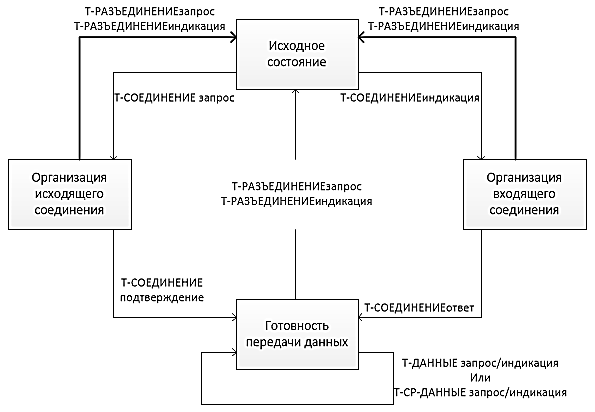 Т-РАЗЪЕДИНЕНИЕзапрос
Т-РАЗЪЕДИНЕНИЕиндикация
Т-РАЗЪЕДИНЕНИЕзапрос
Т-РАЗЪЕДИНЕНИЕиндикация
Исходное
состояние
Т-СОЕДИНЕНИЕ запрос
Т-СОЕДИНЕНИЕиндикация
Организация
исходящего
соединения
Т-РАЗЪЕДИНЕНИЕзапрос
Т-РАЗЪЕДИНЕНИЕиндикация
Организация
входящего
соединения
Т-СОЕДИНЕНИЕ
подтверждение
Т-СОЕДИНЕНИЕответ
Готовность
передачи данных
Т-ДАННЫЕ запрос/индикация
Или
Т-СР-ДАННЫЕ запрос/индикация